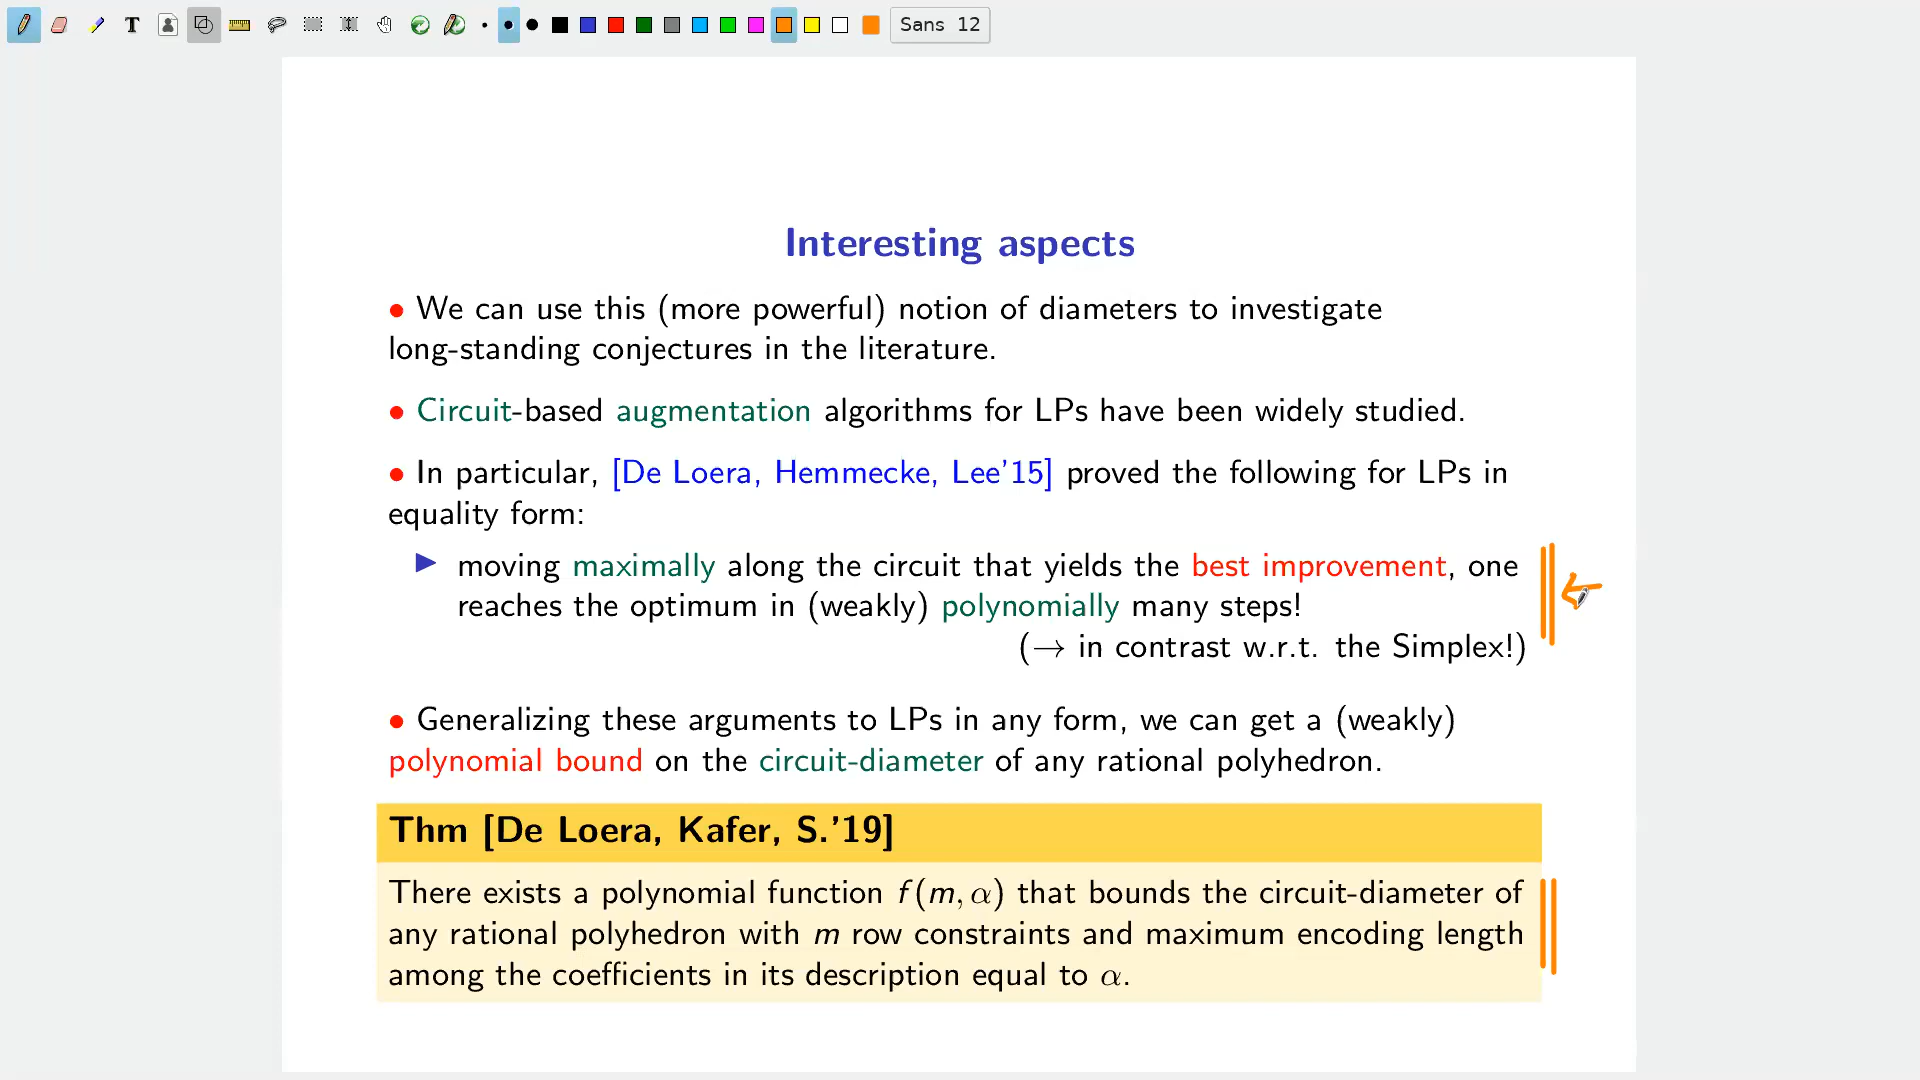 T
Sans 12
Interesting aspects
• We can use this (more powerful) notion of diameters to investigate
long-standing conjectures in the literature.
• Circuit-based augmentation algorithms for LPs have been widely studied.
• In particular, [De Loera, Hemmecke, Lee'15] proved the following for LPs in
equality form:
▶ moving maximally along the circuit that yields the best improvement, one
reaches the optimum in (weakly) polynomially many steps!
(→ in contrast w.r.t. the Simplex!)
• Generalizing these arguments to LPs in any form, we can get a (weakly)
polynomial bound on the circuit-diameter of any rational polyhedron.
Thm [De Loera, Kafer, S.'19]
There exists a polynomial function f(m, α) that bounds the circuit-diameter of
any rational polyhedron with m row constraints and maximum encoding length
among the coefficients in its description equal to α.